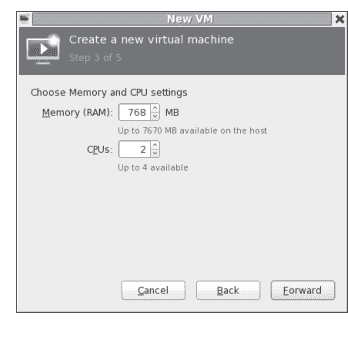 New VM
Create a new virtual machine
Step 3 of 5
Choose Memory and CPU settings
Memory (RAM): 768 MB
Up to 7670 MB available on the host
CPUs: 2
Up to 4 available
Cancel Back Forward